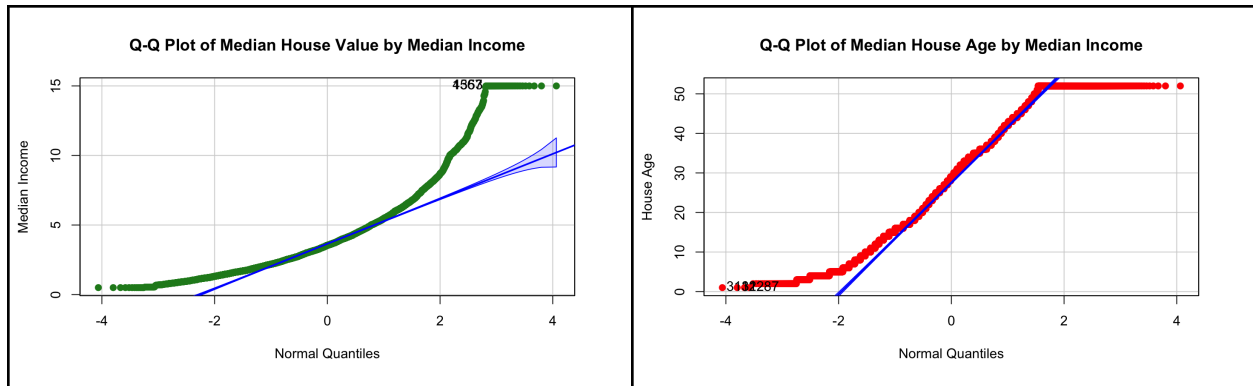 Q-Q Plot of Median House Value by Median Income
15
10
5
0
Median Income
-4 -2 0 2 4
Normal Quantiles
Q-Q Plot of Median House Age by Median Income
50
40
30
20
10
0
House Age
-4 -2 0 2 4
Normal Quantiles